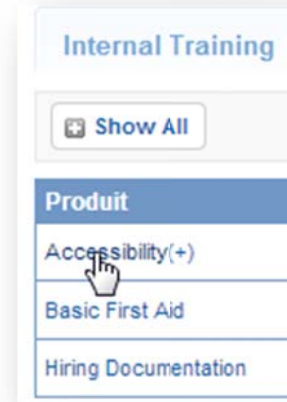 Internal Training
Show All
Produit
Accessibility(+)
Basic First Aid
Hiring Documentation